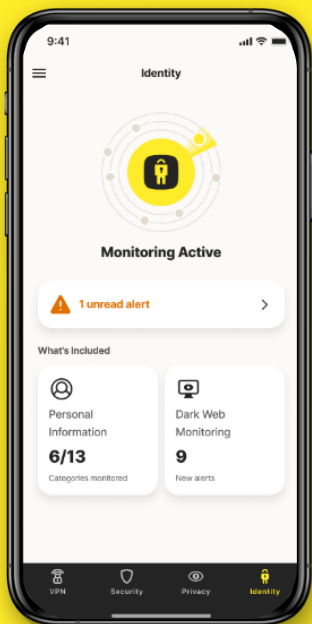 9:41
Identity
Monitoring Active
1 unread alert
What's Included
Personal
Information
6/13
Categories monitored
Dark Web
Monitoring
9
New alerts
VPN
Security
Privacy
Identity